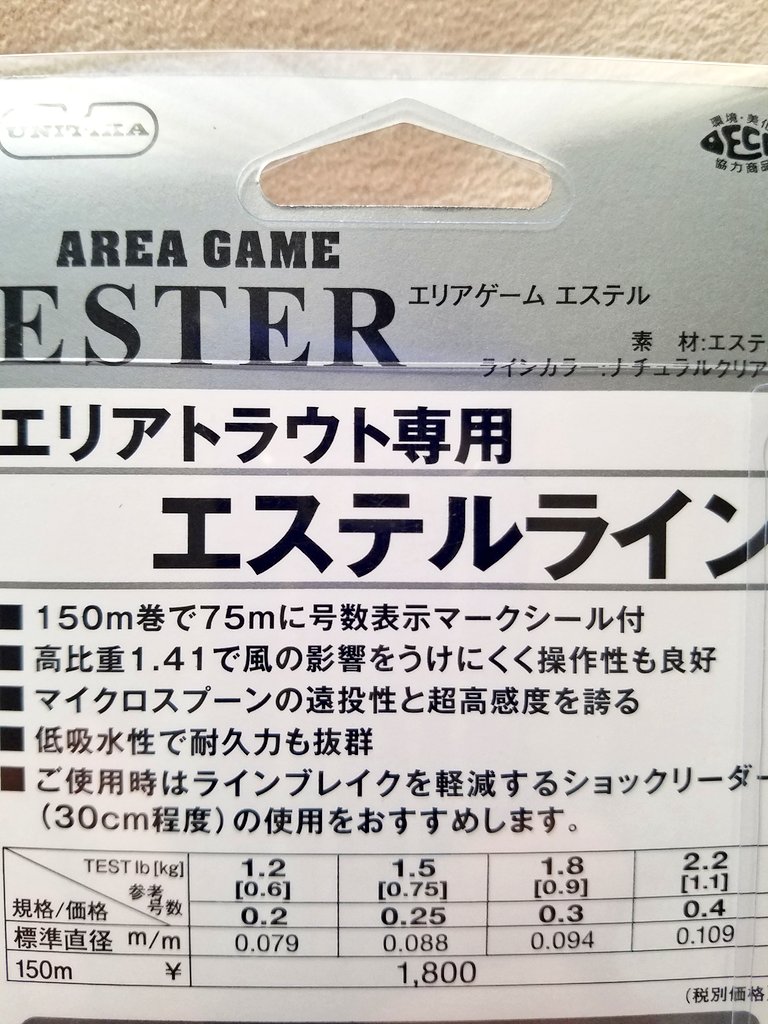 UNITIKA
環境・美化
DECO
協力商品
AREA GAME
ESTER エリアゲーム エステル
素 材:エステ
ラインカラー:ナチュラルクリア
エリアトラウト専用
エステルライン
■ 150m巻で75mに号数表示マークシール付
■ 高比重1.41で風の影響をうけにくく操作性も良好
■ マイクロスプーンの遠投性と超高感度を誇る
■ 低吸水性で耐久力も抜群
■ ご使用時はラインブレイクを軽減するショックリーダー
(30cm程度)の使用をおすすめします。
TEST lb [kg] 1.2 [0.6] 1.5 [0.75] 1.8 [0.9] 2.2 [1.1]
規格/価格 参考号数 0.2 0.25 0.3 0.4
標準直径 m/m 0.079 0.088 0.094 0.109
150m ¥ 1,800
(税別価格